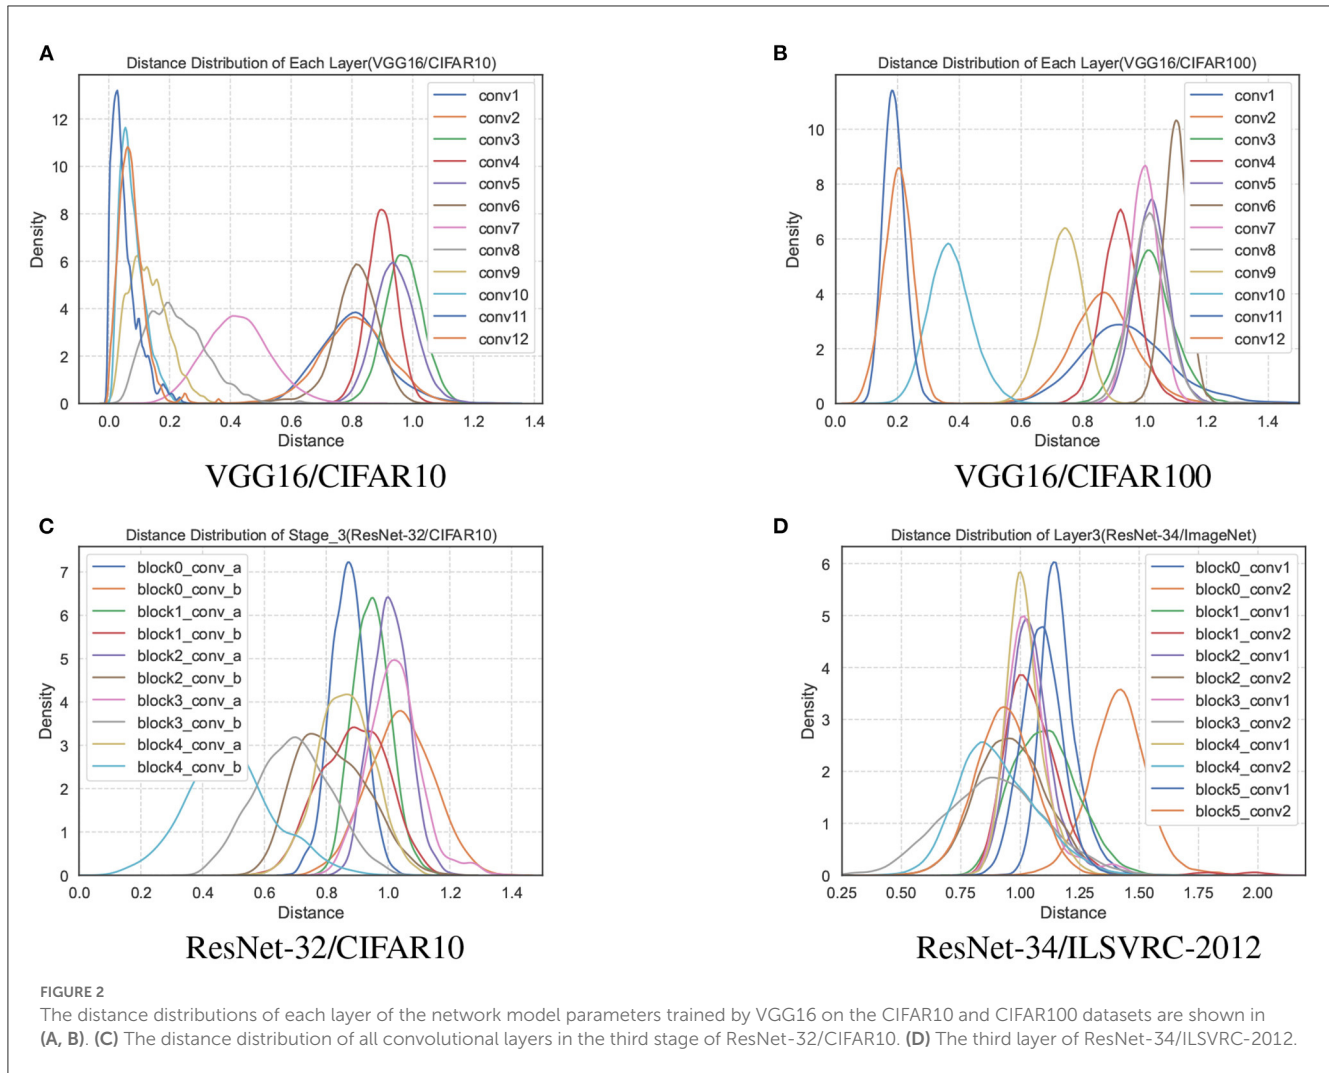 A
Distance Distribution of Each Layer(VGG16/CIFAR10)
Density
12
10
8
6
4
2
0
0.0 0.2 0.4 0.6 0.8 1.0 1.2 1.4
Distance
conv1
conv2
conv3
conv4
conv5
conv6
conv7
conv8
conv9
conv10
conv11
conv12
VGG16/CIFAR10
B
Distance Distribution of Each Layer(VGG16/CIFAR100)
Density
10
8
6
4
2
0
0.0 0.2 0.4 0.6 0.8 1.0 1.2 1.4
Distance
conv1
conv2
conv3
conv4
conv5
conv6
conv7
conv8
conv9
conv10
conv11
conv12
VGG16/CIFAR100
C
Distance Distribution of Stage_3(ResNet-32/CIFAR10)
Density
7
6
5
4
3
2
1
0
0.0 0.2 0.4 0.6 0.8 1.0 1.2 1.4
Distance
block0_conv_a
block0_conv_b
block1_conv_a
block1_conv_b
block2_conv_a
block2_conv_b
block3_conv_a
block3_conv_b
block4_conv_a
block4_conv_b
ResNet-32/CIFAR10
D
Distance Distribution of Layer3(ResNet-34/ImageNet)
Density
6
5
4
3
2
1
0
0.25 0.50 0.75 1.00 1.25 1.50 1.75 2.00
Distance
block0_conv1
block0_conv2
block1_conv1
block1_conv2
block2_conv1
block2_conv2
block3_conv1
block3_conv2
block4_conv1
block4_conv2
block5_conv1
block5_conv2
ResNet-34/ILSVRC-2012
FIGURE 2
The distance distributions of each layer of the network model parameters trained by VGG16 on the CIFAR10 and CIFAR100 datasets are shown in
(A, B). (C) The distance distribution of all convolutional layers in the third stage of ResNet-32/CIFAR10. (D) The third layer of ResNet-34/ILSVRC-2012.